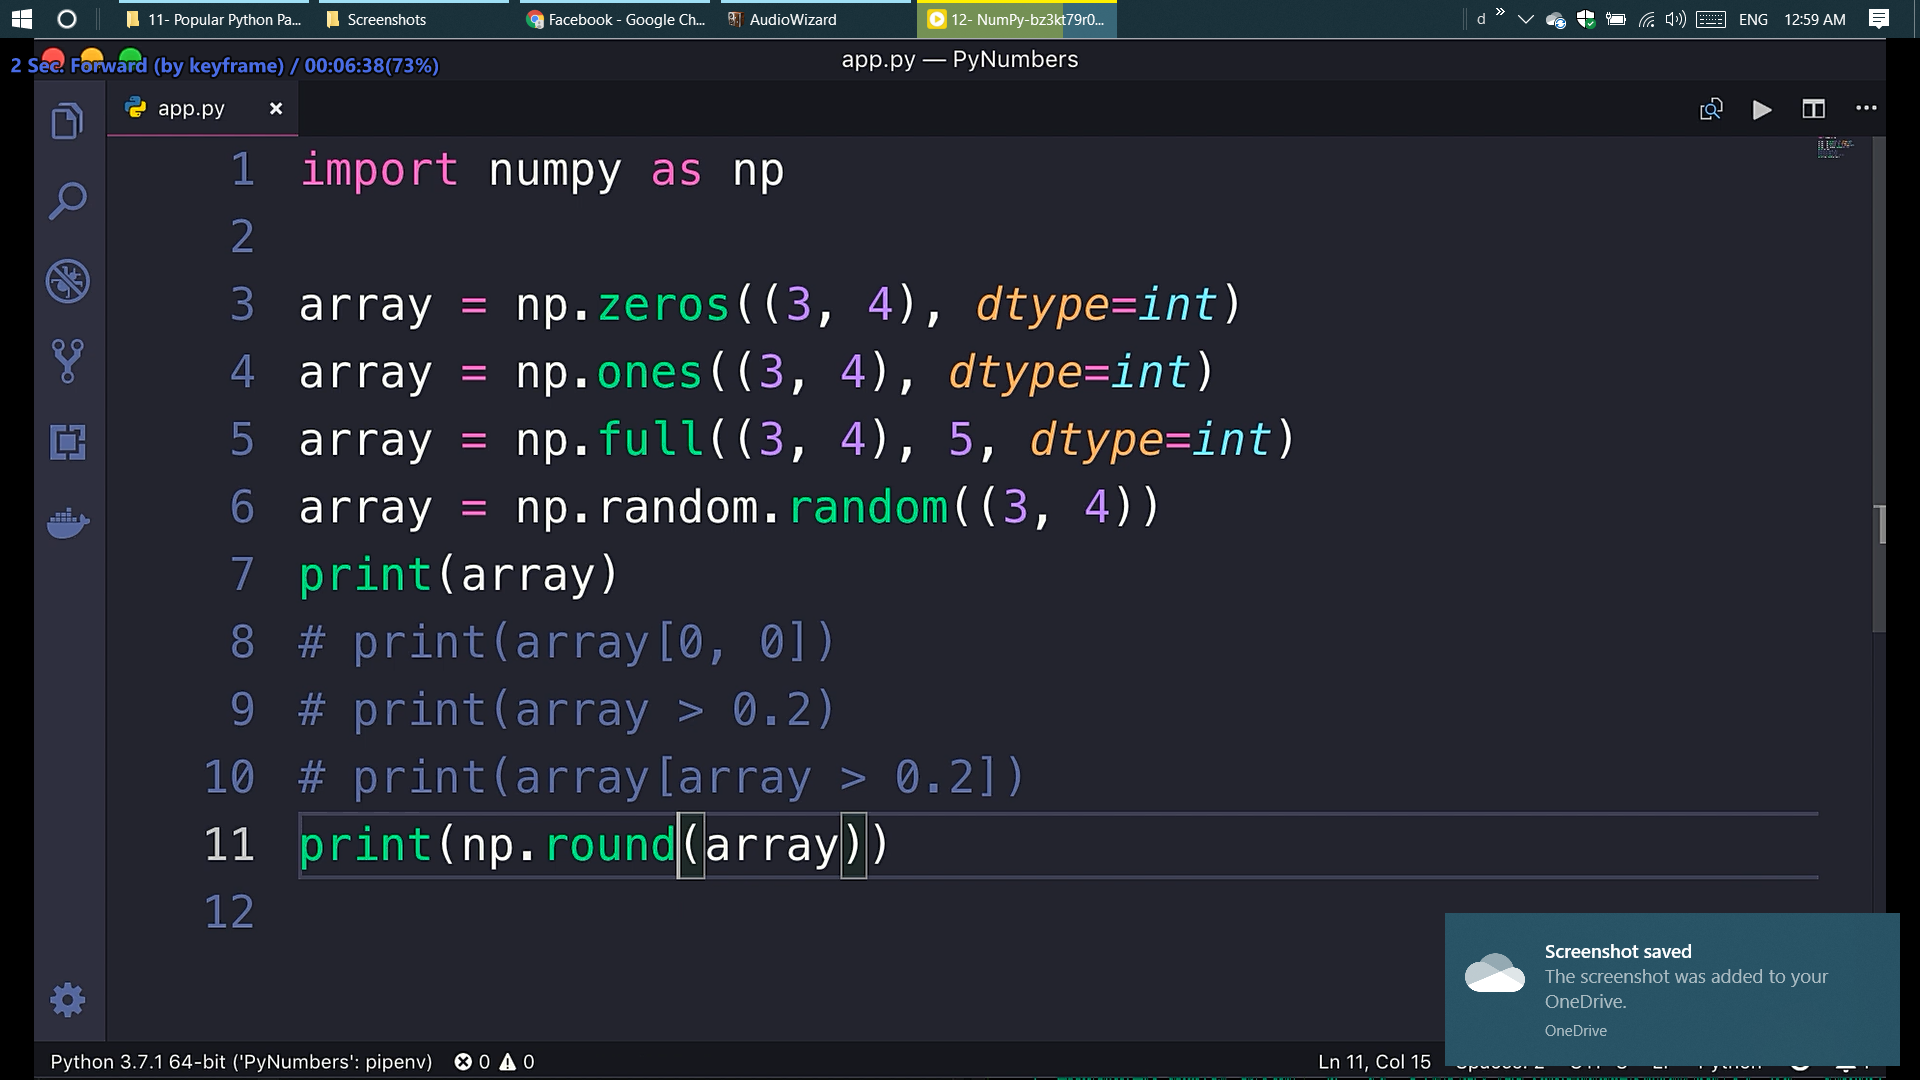 11- Popular Python Pa...
Screenshots
Facebook - Google Ch...
AudioWizard
12- NumPy-bz3kt79r0...
d
»
ENG
12:59 AM
2 Sec. Forward (by keyframe) / 00:06:38(73%)
app.py — PyNumbers
app.py
1 import numpy as np
2
3 array = np.zeros((3, 4), dtype=int)
4 array = np.ones((3, 4), dtype=int)
5 array = np.full((3, 4), 5, dtype=int)
6 array = np.random.random((3, 4))
7 print(array)
8 # print(array[0, 0])
9 # print(array > 0.2)
10 # print(array[array > 0.2])
11 print(np.round(array))
12
Screenshot saved
The screenshot was added to your
OneDrive.
OneDrive
Python 3.7.1 64-bit ('PyNumbers': pipenv) 0 0
Ln 11, Col 15